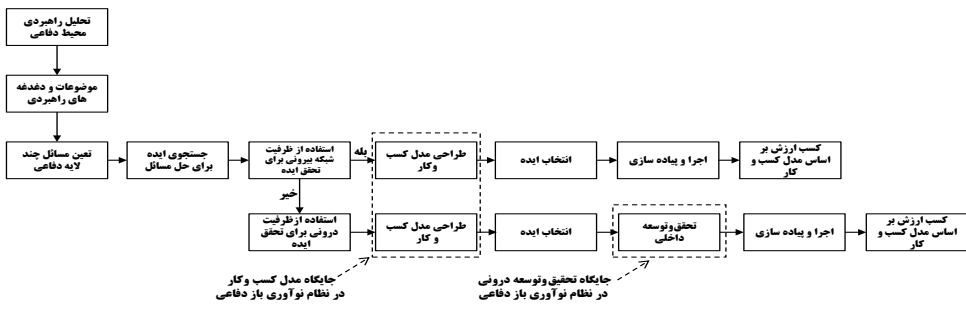 تحلیل راهبردی
محیط دفاعی
موضوعات و دغدغه
های راهبردی
تعین مسائل چند
لایه دفاعی
جستجوی ایده
برای حل مسائل
استفاده از ظرفیت
شبکه بیرونی برای
تحقق ایده
بله
طراحی مدل کسب
وکار
انتخاب ایده
اجرا و پیاده سازی
کسب ارزش بر
اساس مدل کسب و
کار
خیر
استفاده ازظرفیت
درونی برای تحقق
ایده
طراحی مدل کسب
و کار
انتخاب ایده
تحقق‌وتوسعه
داخلی
اجرا و پیاده سازی
کسب ارزش بر
اساس مدل کسب و
کار
جایگاه مدل کسب وکار
در نظام نوآوری باز دفاعی
جایگاه تحقیق‌وتوسعه درونی
در نظام نوآوری باز دفاعی